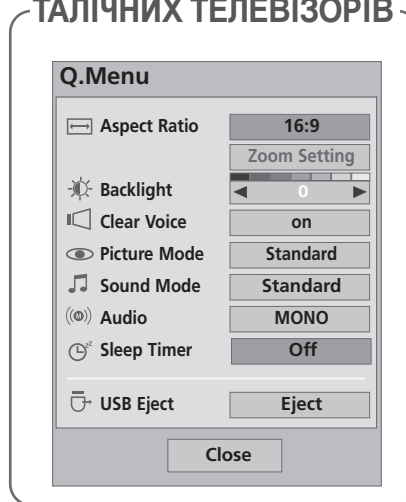 ТАЛІЧНИХ ТЕЛЕВІЗОРІВ
Q.Menu
Aspect Ratio 16:9
Zoom Setting
Backlight ◀ 0 ▶
Clear Voice on
Picture Mode Standard
Sound Mode Standard
Audio MONO
Sleep Timer Off
USB Eject Eject
Close